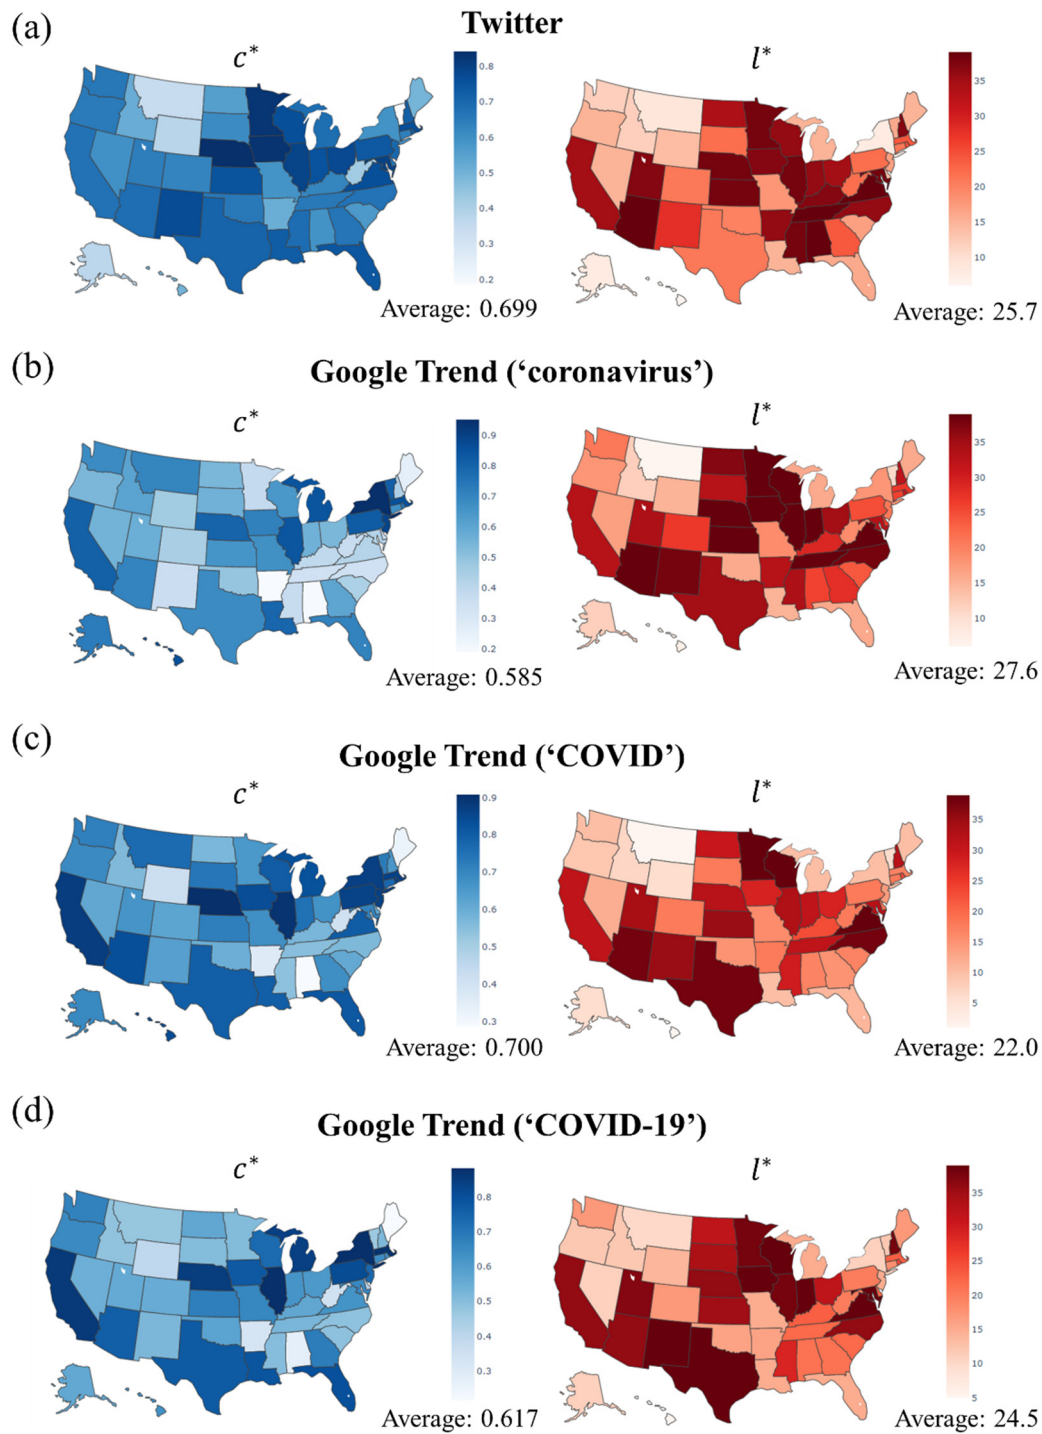 (a)
Twitter
c*
l*
0.8
0.7
0.6
0.5
0.4
0.3
0.2
35
30
25
20
15
10
Average: 0.699
Average: 25.7
(b)
Google Trend (‘coronavirus’)
c*
l*
0.9
0.8
0.7
0.6
0.5
0.4
0.3
0.2
35
30
25
20
15
10
Average: 0.585
Average: 27.6
(c)
Google Trend (‘COVID’)
c*
l*
0.9
0.8
0.7
0.6
0.5
0.4
0.3
35
30
25
20
15
10
5
Average: 0.700
Average: 22.0
(d)
Google Trend (‘COVID-19’)
c*
l*
0.8
0.7
0.6
0.5
0.4
0.3
35
30
25
20
15
10
5
Average: 0.617
Average: 24.5